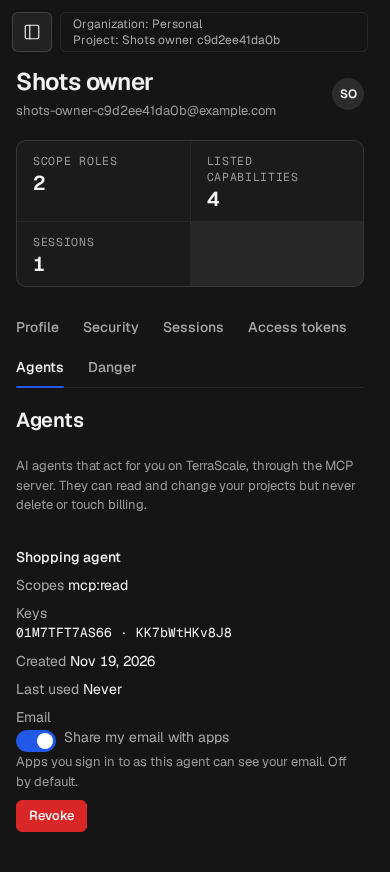 Organization: Personal
Project: Shots owner c9d2ee41da0b
Shots owner
shots-owner-c9d2ee41da0b@example.com
SO
SCOPE ROLES
2
LISTED
CAPABILITIES
4
SESSIONS
1
Profile
Security
Sessions
Access tokens
Agents
Danger
Agents
AI agents that act for you on TerraScale, through the MCP
server. They can read and change your projects but never
delete or touch billing.
Shopping agent
Scopes mcp:read
Keys
01M7TFT7AS66 · KK7bWtHKv8J8
Created Nov 19, 2026
Last used Never
Email
Share my email with apps
Apps you sign in to as this agent can see your email. Off
by default.
Revoke